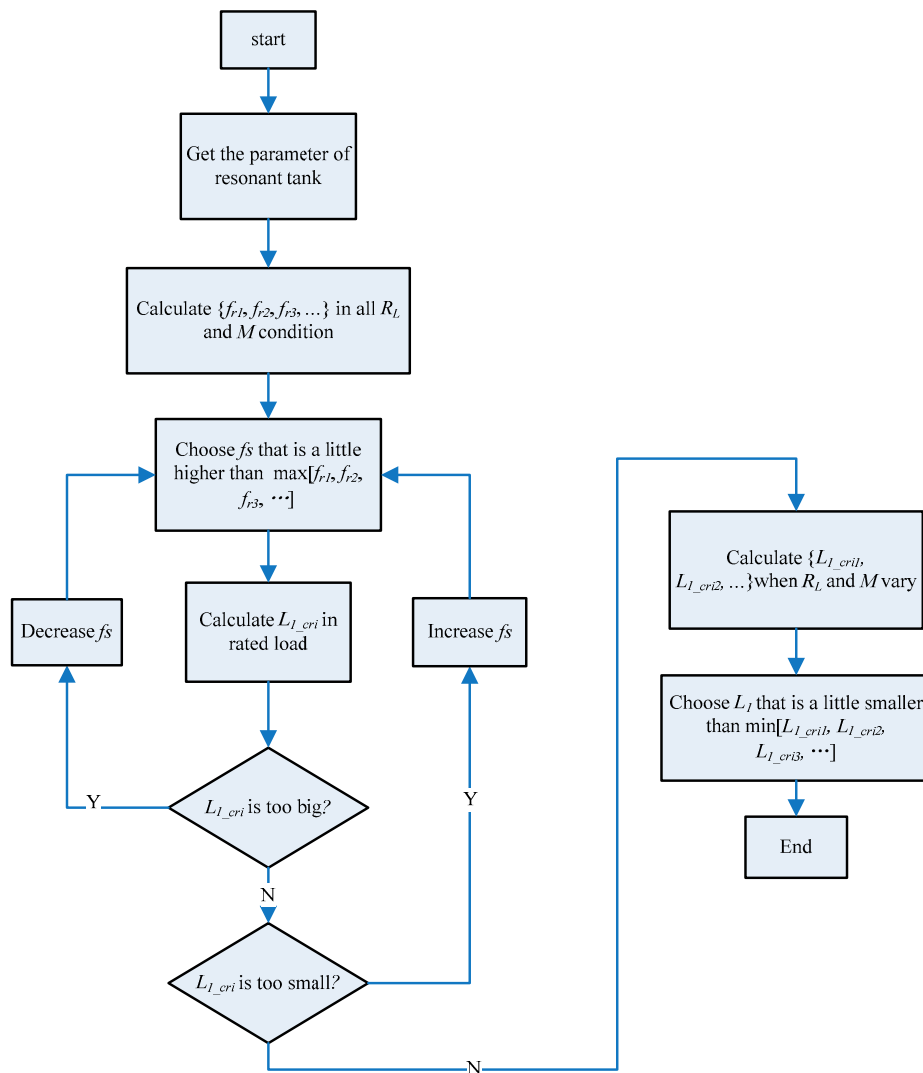 start
Get the parameter of
resonant tank
Calculate {fr1, fr2, fr3, ...} in all RL
and M condition
Choose fs that is a little
higher than max[fr1, fr2,
fr3, ···]
Calculate L1_cri in
rated load
Decrease fs
Increase fs
L1_cri is too big?
Y
N
L1_cri is too small?
Y
N
Calculate {L1_cri1,
L1_cri2, ...}when RL and M vary
Choose L1 that is a little smaller
than min[L1_cri1, L1_cri2,
L1_cri3, ···]
End